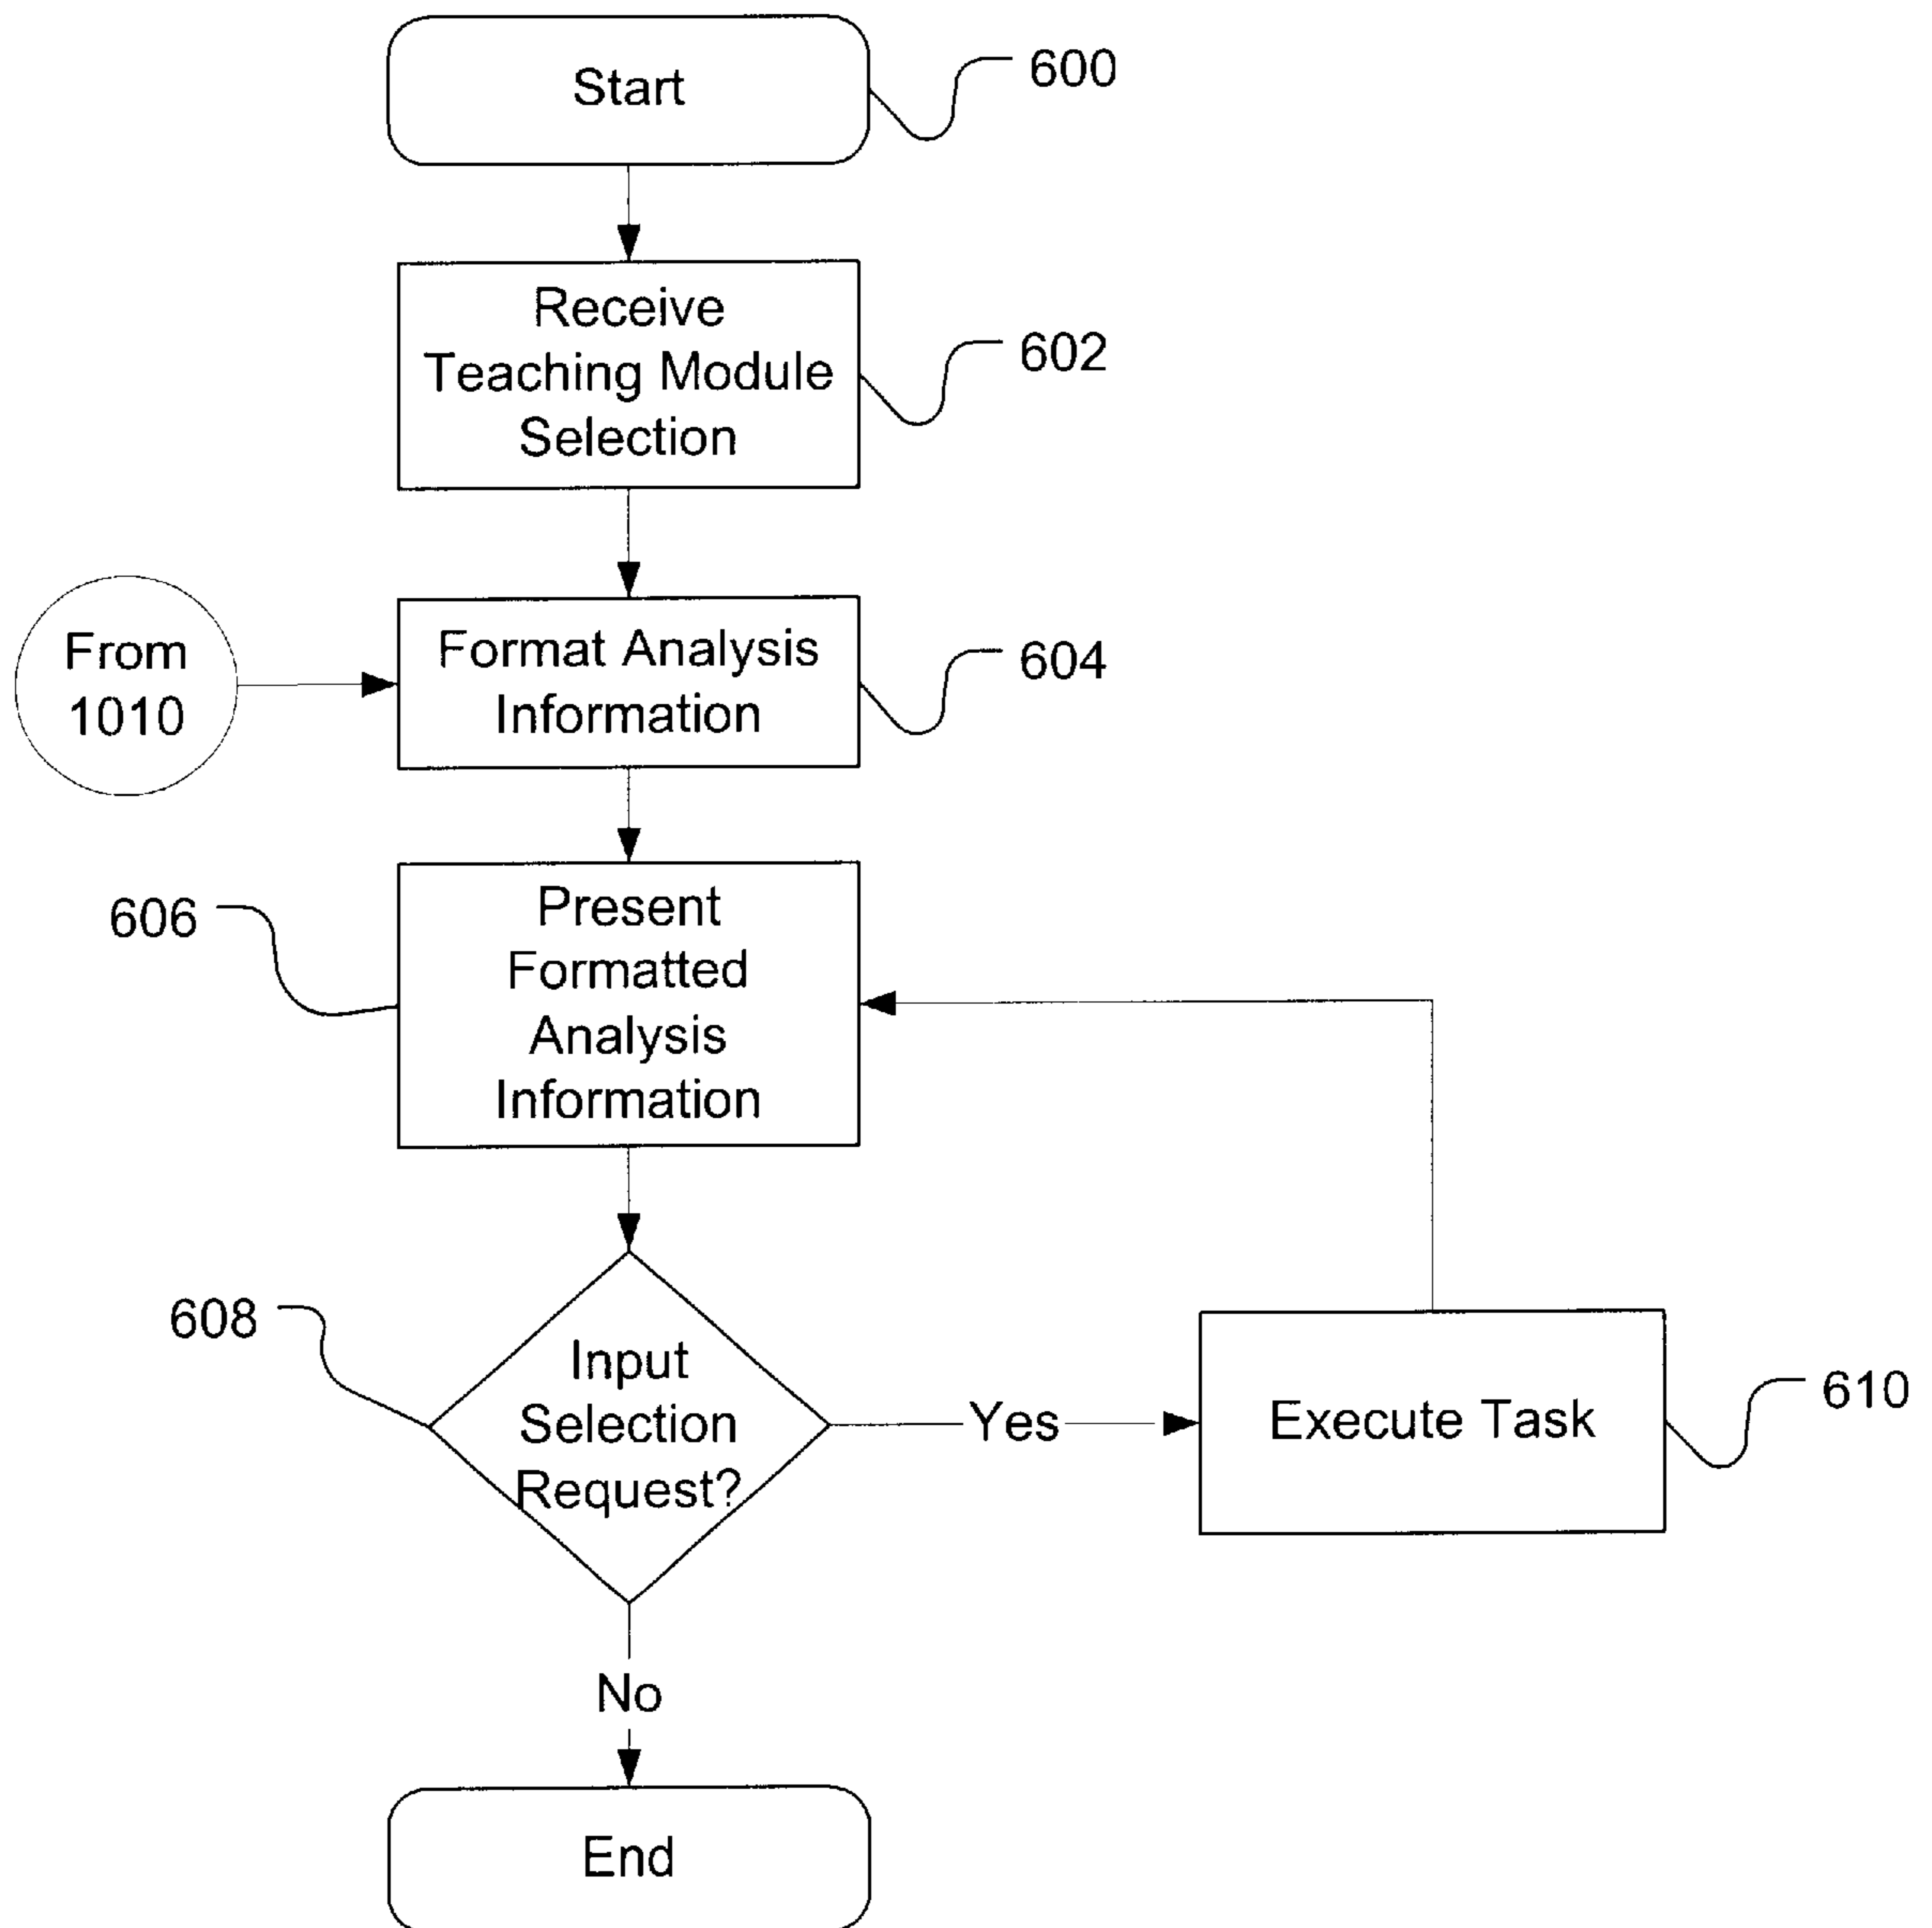 Start
600
Receive
Teaching Module
Selection
602
From
1010
Format Analysis
Information
604
606
Present
Formatted
Analysis
Information
608
Input
Selection
Request?
Yes
Execute Task
610
No
End